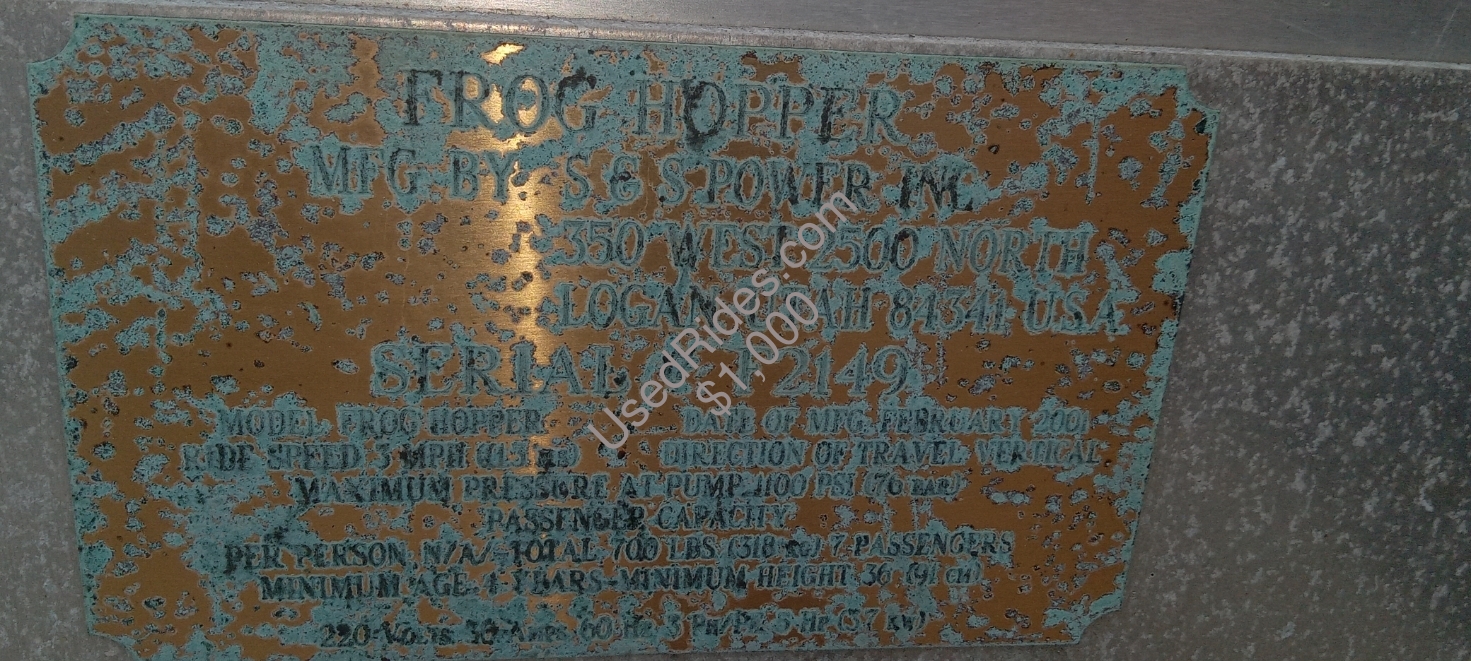 FROG HOPPER
MFG BY: S & S POWER INC
350 WEST 2500 NORTH
LOGAN UTAH 84341 U.S.A
SERIAL 2149
MODEL FROG HOPPER DATE OF MFG. FEBRUARY 2001
RIDE SPEED 3 MPH DIRECTION OF TRAVEL VERTICAL
MAXIMUM PRESSURE AT PUMP 1100 PSI (76 BAR)
PASSENGER CAPACITY
PER PERSON N/A TOTAL 700 LBS (318 KG) 7 PASSENGERS
MINIMUM AGE 4 YEARS-MINIMUM HEIGHT 36 (91 CM)
220 VOLTS 30 AMPS 60 HZ 5 HP (3.7 KW)
UsedRides.com
$1,000